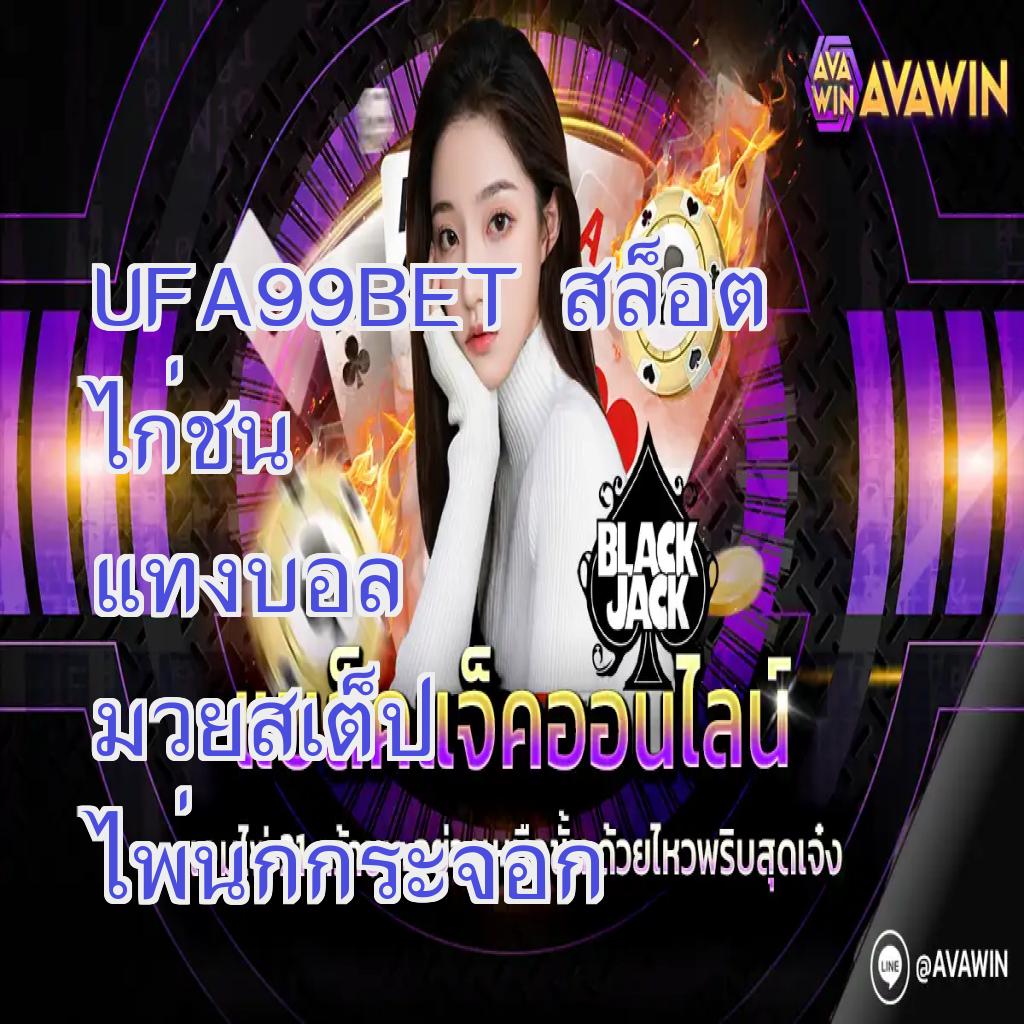 AVA
WIN AVAWIN
UFA99BET สล็อต
ไก่ชน
แทงบอล
BLACK
JACK
มวยสเต็ป
เจ็คออนไลน์
ไพ่นกกระจอก
ด้วยไหวพริบสุดเจ๋ง
LINE @AVAWIN